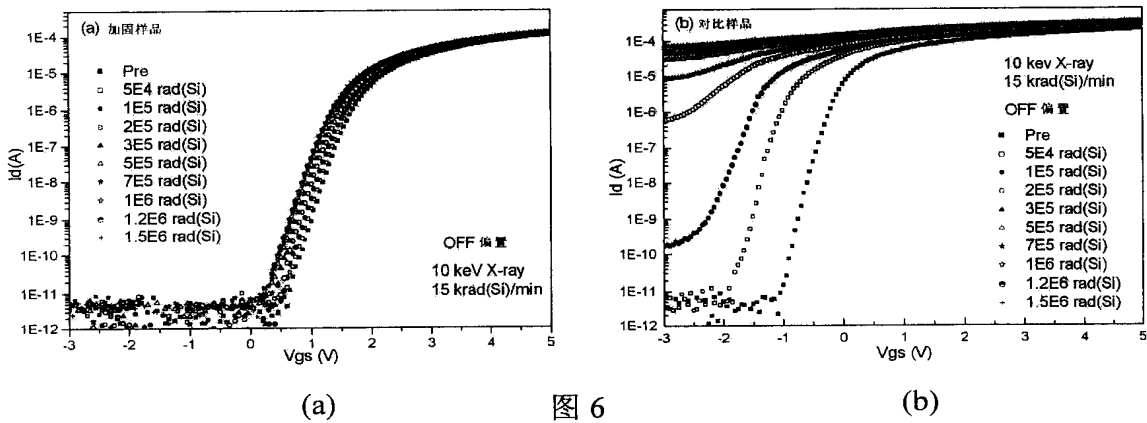 (a) 加固样品
1E-4
1E-5
1E-6
1E-7
1E-8
1E-9
1E-10
1E-11
1E-12
Id(A)
Pre
5E4 rad(Si)
1E5 rad(Si)
2E5 rad(Si)
3E5 rad(Si)
5E5 rad(Si)
7E5 rad(Si)
1E6 rad(Si)
1.2E6 rad(Si)
1.5E6 rad(Si)
OFF 偏置
10 keV X-ray
15 krad(Si)/min
-3 -2 -1 0 1 2 3 4 5
Vgs (V)
(b) 对比样品
1E-4
1E-5
1E-6
1E-7
1E-8
1E-9
1E-10
1E-11
1E-12
Id(A)
10 kev X-ray
15 krad(Si)/min
OFF 偏置
Pre
5E4 rad(Si)
1E5 rad(Si)
2E5 rad(Si)
3E5 rad(Si)
5E5 rad(Si)
7E5 rad(Si)
1E6 rad(Si)
1.2E6 rad(Si)
1.5E6 rad(Si)
-3 -2 -1 0 1 2 3 4 5
Vgs (V)
(a) 图 6 (b)